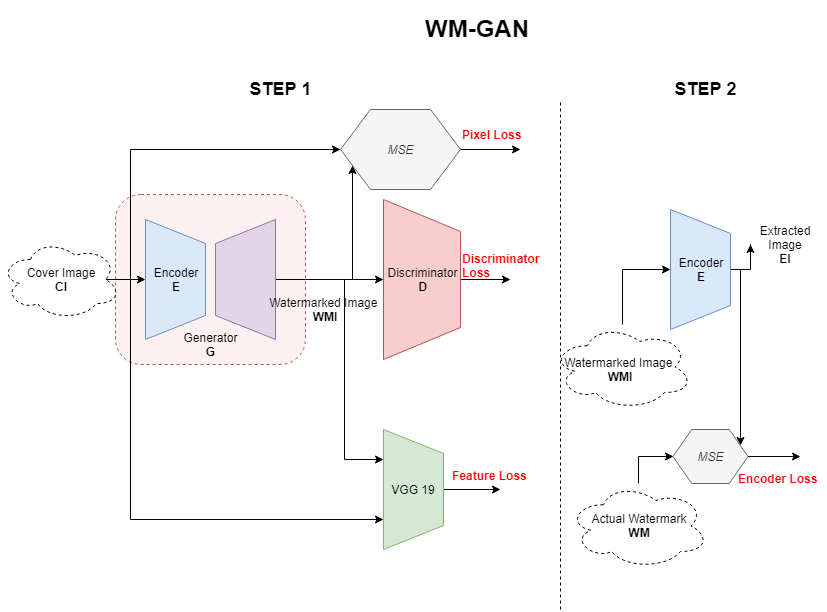 WM-GAN
STEP 1
STEP 2
MSE
Pixel Loss
Cover Image
CI
Encoder
E
Generator
G
Watermarked Image
WMI
Discriminator
D
Discriminator
Loss
VGG 19
Feature Loss
Encoder
E
Extracted
Image
EI
Watermarked Image
WMI
MSE
Encoder Loss
Actual Watermark
WM